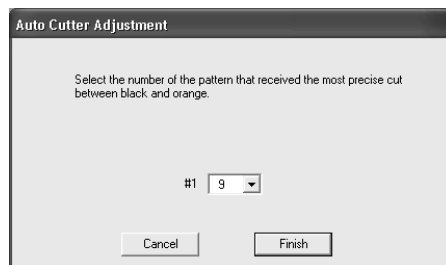 Auto Cutter Adjustment
Select the number of the pattern that received the most precise cut
between black and orange.
#1 9
Cancel Finish